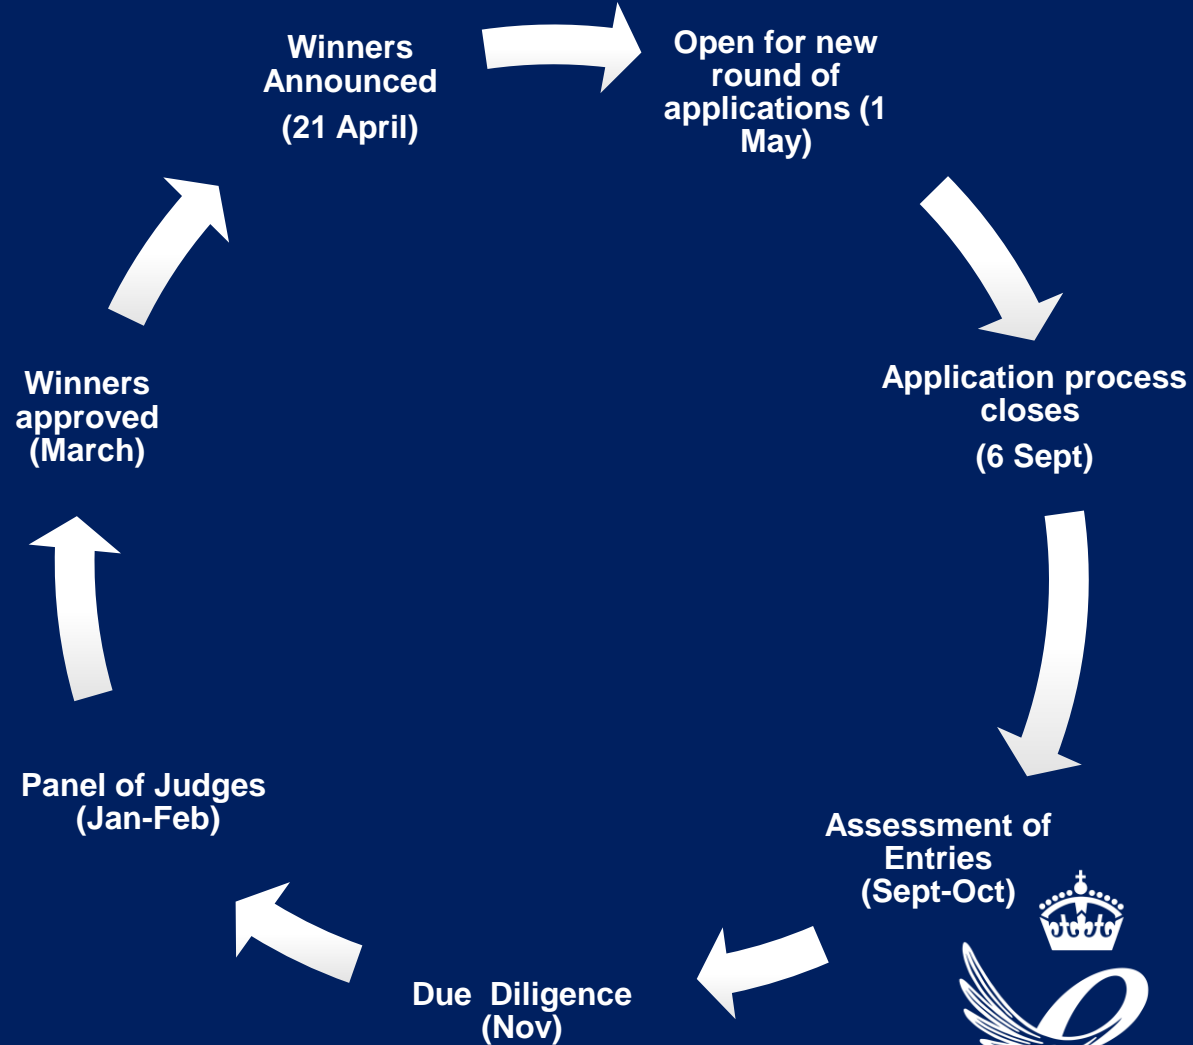 Winners
Announced
(21 April)
Open for new
round of
applications (1
May)
Application process
closes
(6 Sept)
Assessment of
Entries
(Sept-Oct)
Due  Diligence
(Nov)
Panel of Judges
(Jan-Feb)
Winners
approved
(March)